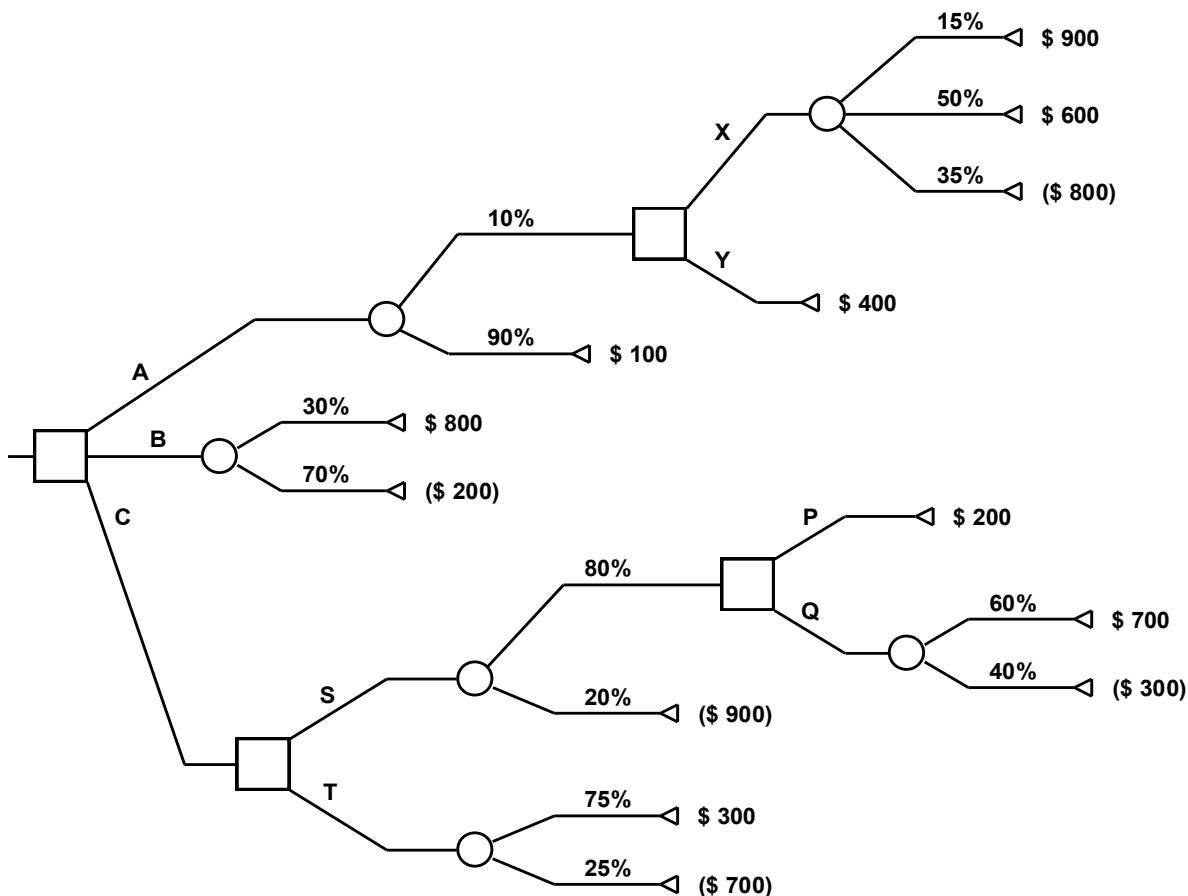 15% $ 900
50% $ 600
X
35% ($ 800)
10%
Y
$ 400
90% $ 100
A
30% $ 800
B
70% ($ 200)
C
P $ 200
80%
Q 60% $ 700
40% ($ 300)
S 20% ($ 900)
T 75% $ 300
25% ($ 700)